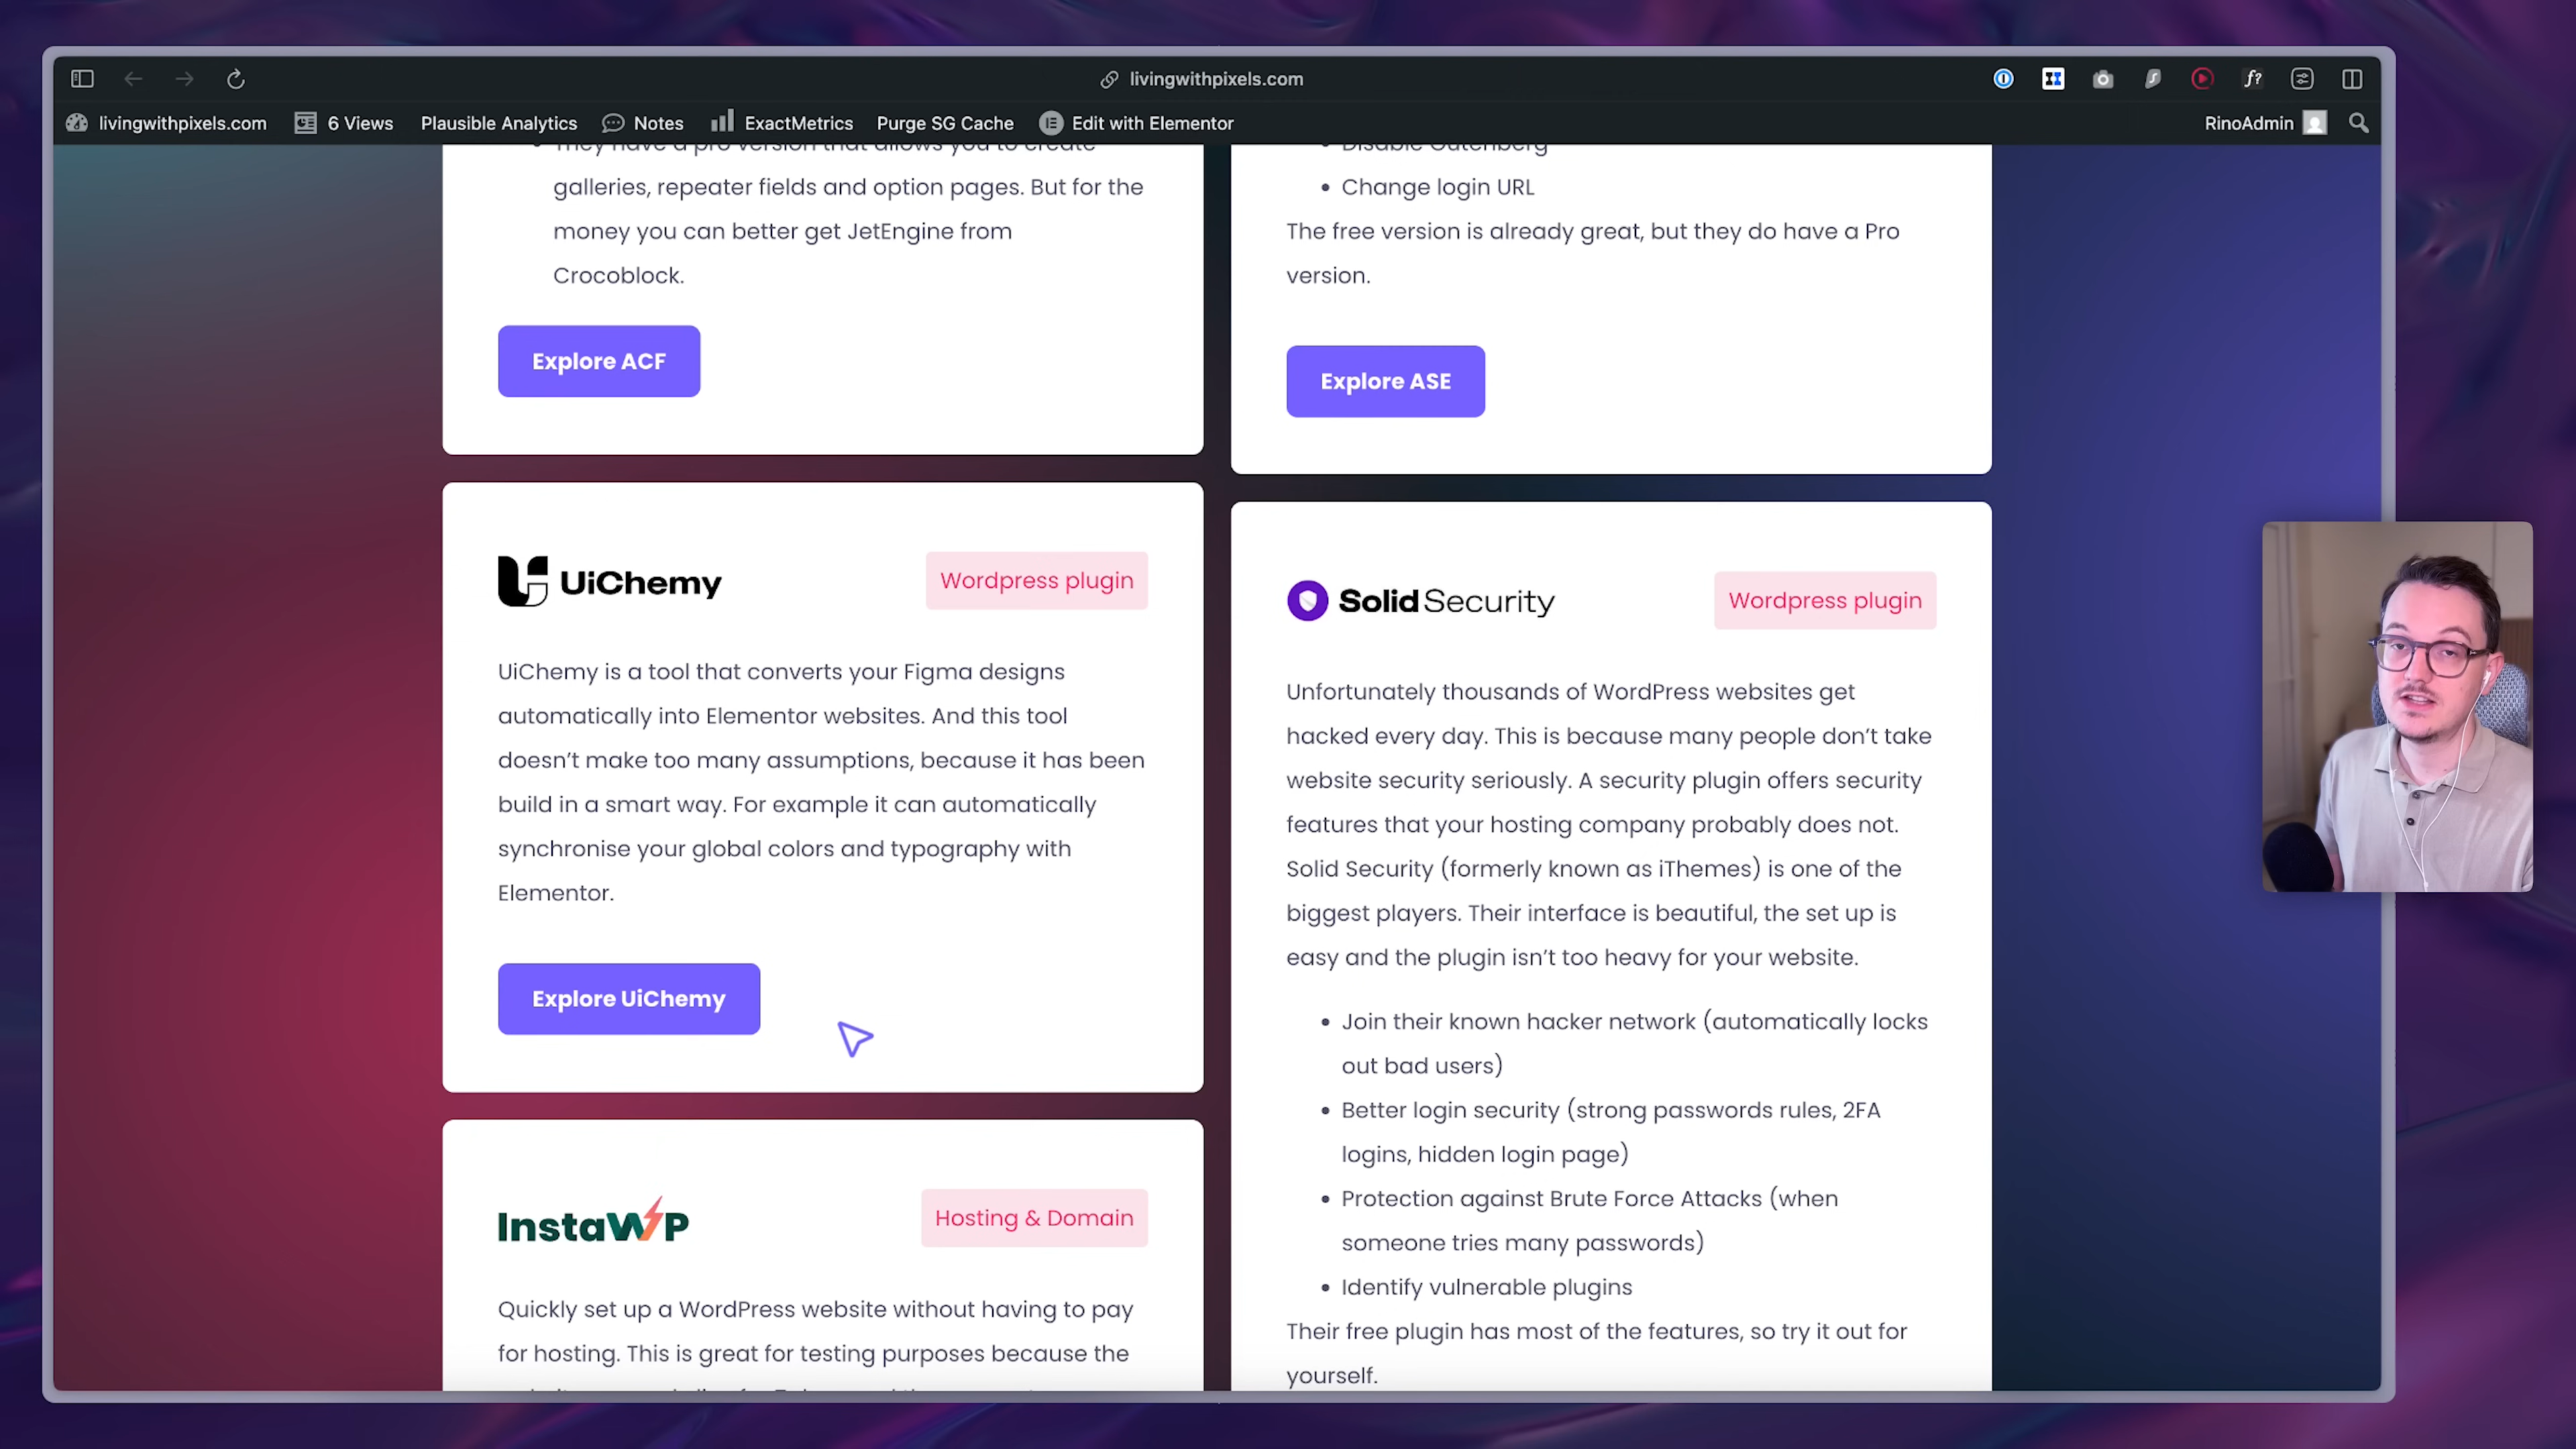 livingwithpixels.com
livingwithpixels.com 6 Views Plausible Analytics Notes ExactMetrics Purge SG Cache Edit with Elementor RinoAdmin
They have a pro version that allows you to create
galleries, repeater fields and option pages. But for the
money you can better get JetEngine from
Crocoblock.
Explore ACF
UiChemy
Wordpress plugin
UiChemy is a tool that converts your Figma designs
automatically into Elementor websites. And this tool
doesn't make too many assumptions, because it has been
build in a smart way. For example it can automatically
synchronise your global colors and typography with
Elementor.
Explore UiChemy
InstaWP
Hosting & Domain
Quickly set up a WordPress website without having to pay
for hosting. This is great for testing purposes because the
• Disable Gutenberg
• Change login URL
The free version is already great, but they do have a Pro
version.
Explore ASE
Solid Security
Wordpress plugin
Unfortunately thousands of WordPress websites get
hacked every day. This is because many people don't take
website security seriously. A security plugin offers security
features that your hosting company probably does not.
Solid Security (formerly known as iThemes) is one of the
biggest players. Their interface is beautiful, the set up is
easy and the plugin isn't too heavy for your website.
• Join their known hacker network (automatically locks
out bad users)
• Better login security (strong passwords rules, 2FA
logins, hidden login page)
• Protection against Brute Force Attacks (when
someone tries many passwords)
• Identify vulnerable plugins
Their free plugin has most of the features, so try it out for
yourself.